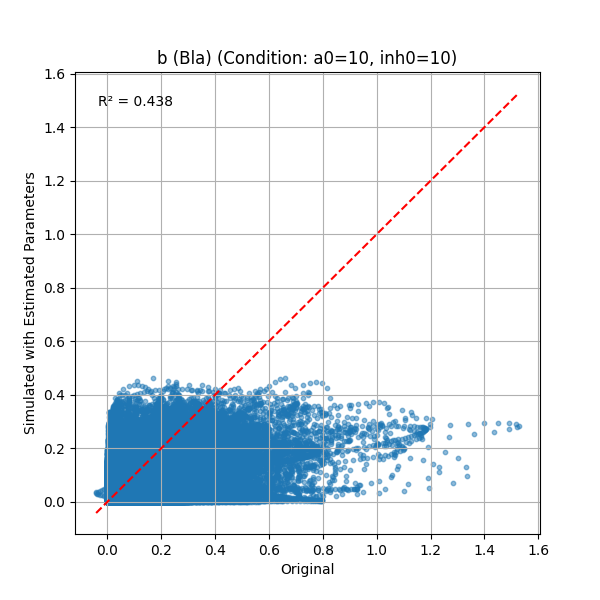 b (Bla) (Condition: a0=10, inh0=10)
R² = 0.438
1.6
1.4
1.2
1.0
0.8
0.6
0.4
0.2
0.0
Simulated with Estimated Parameters
0.0 0.2 0.4 0.6 0.8 1.0 1.2 1.4 1.6
Original